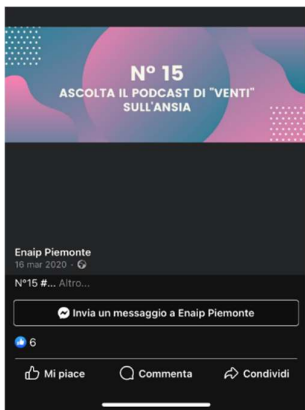 N° 15
ASCOLTA IL PODCAST DI "VENTI"
SULL'ANSIA
Enaip Piemonte
16 mar 2020 ·
N°15 #... Altro...
Invia un messaggio a Enaip Piemonte
6
Mi piace Commenta Condividi